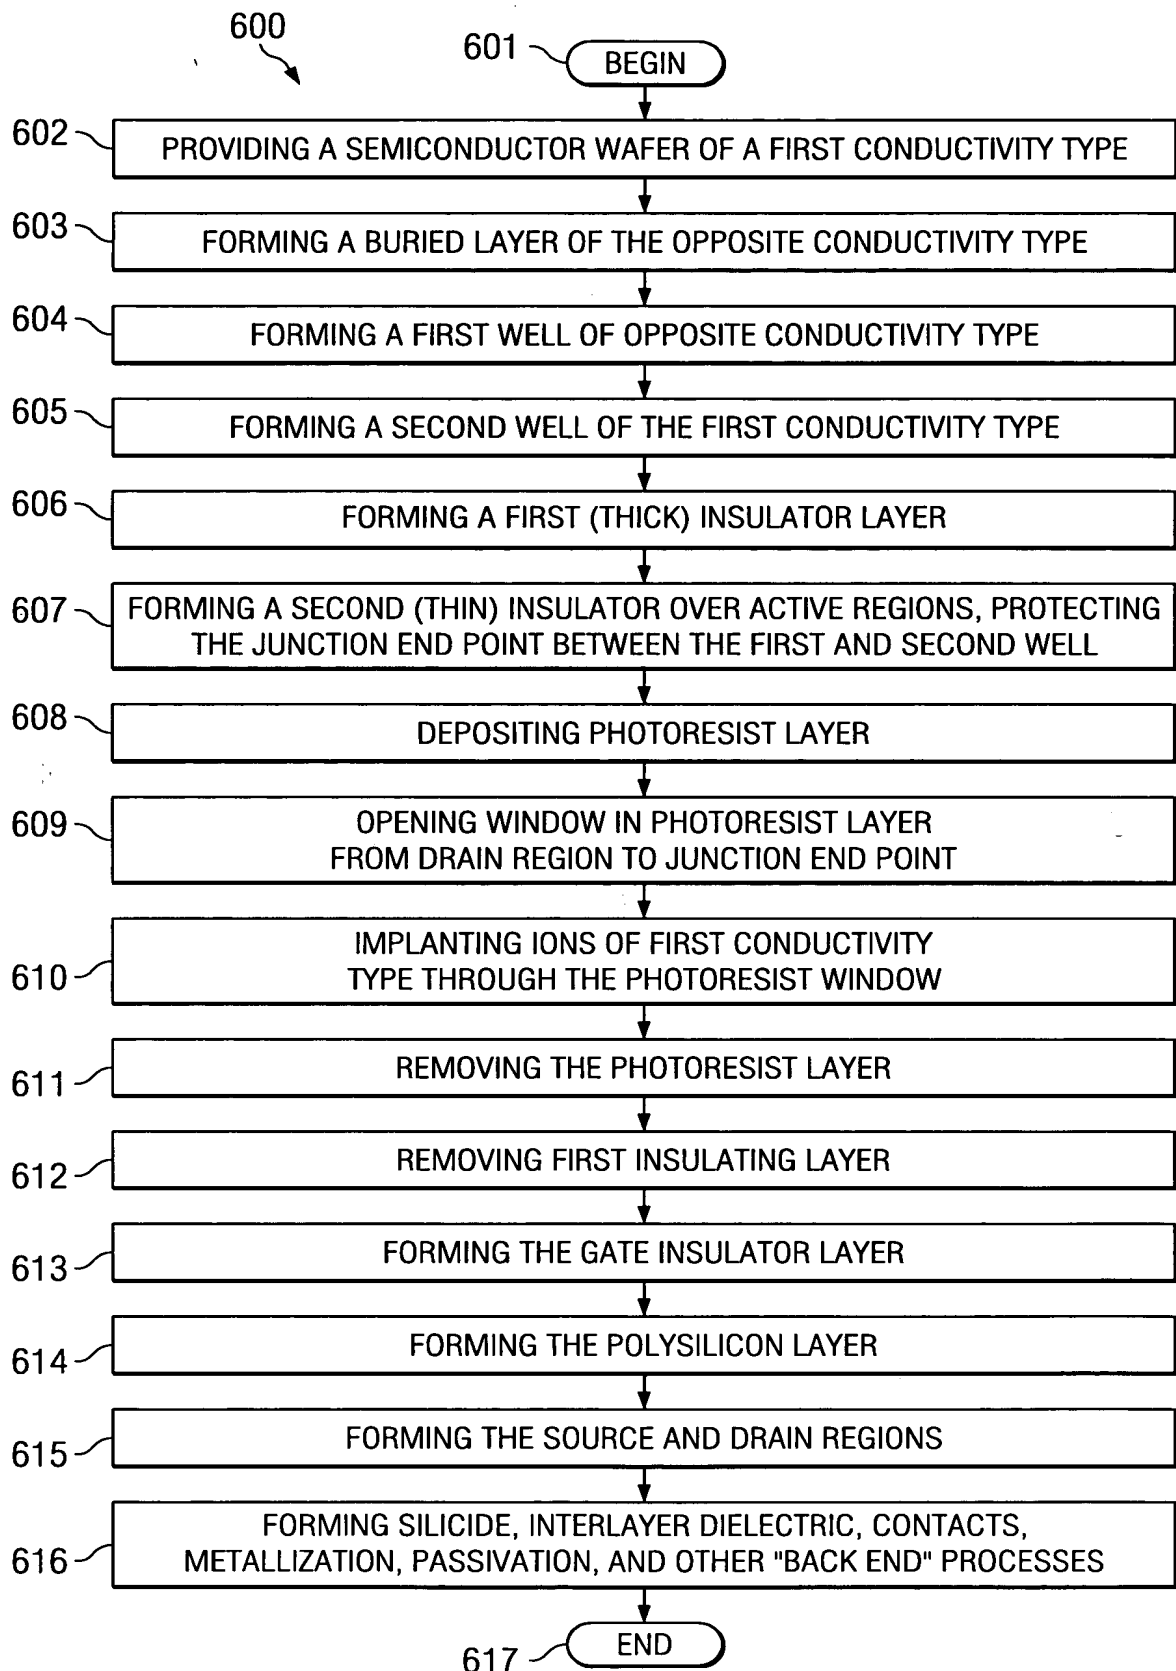 600
601
BEGIN
602
PROVIDING A SEMICONDUCTOR WAFER OF A FIRST CONDUCTIVITY TYPE
603
FORMING A BURIED LAYER OF THE OPPOSITE CONDUCTIVITY TYPE
604
FORMING A FIRST WELL OF OPPOSITE CONDUCTIVITY TYPE
605
FORMING A SECOND WELL OF THE FIRST CONDUCTIVITY TYPE
606
FORMING A FIRST (THICK) INSULATOR LAYER
607
FORMING A SECOND (THIN) INSULATOR OVER ACTIVE REGIONS, PROTECTING
THE JUNCTION END POINT BETWEEN THE FIRST AND SECOND WELL
608
DEPOSITING PHOTORESIST LAYER
609
OPENING WINDOW IN PHOTORESIST LAYER
FROM DRAIN REGION TO JUNCTION END POINT
610
IMPLANTING IONS OF FIRST CONDUCTIVITY
TYPE THROUGH THE PHOTORESIST WINDOW
611
REMOVING THE PHOTORESIST LAYER
612
REMOVING FIRST INSULATING LAYER
613
FORMING THE GATE INSULATOR LAYER
614
FORMING THE POLYSILICON LAYER
615
FORMING THE SOURCE AND DRAIN REGIONS
616
FORMING SILICIDE, INTERLAYER DIELECTRIC, CONTACTS,
METALLIZATION, PASSIVATION, AND OTHER "BACK END" PROCESSES
617
END